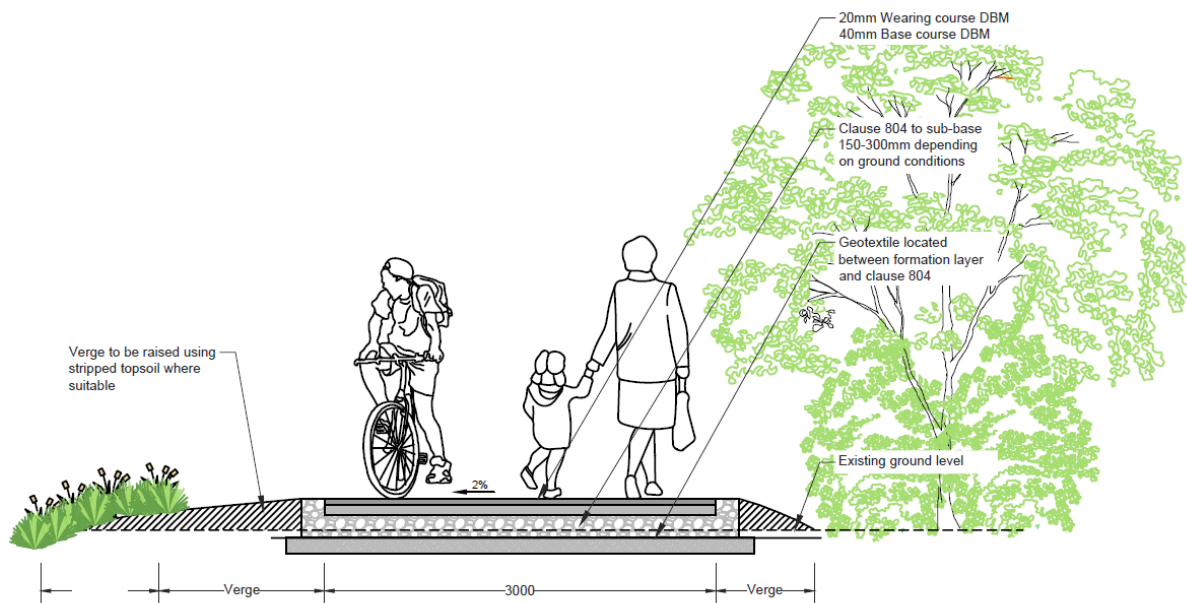 20mm Wearing course DBM
40mm Base course DBM
Clause 804 to sub-base
150-300mm depending
on ground conditions
Geotextile located
between formation layer
and clause 804
Verge to be raised using
stripped topsoil where
suitable
Existing ground level
2%
Verge
3000
Verge